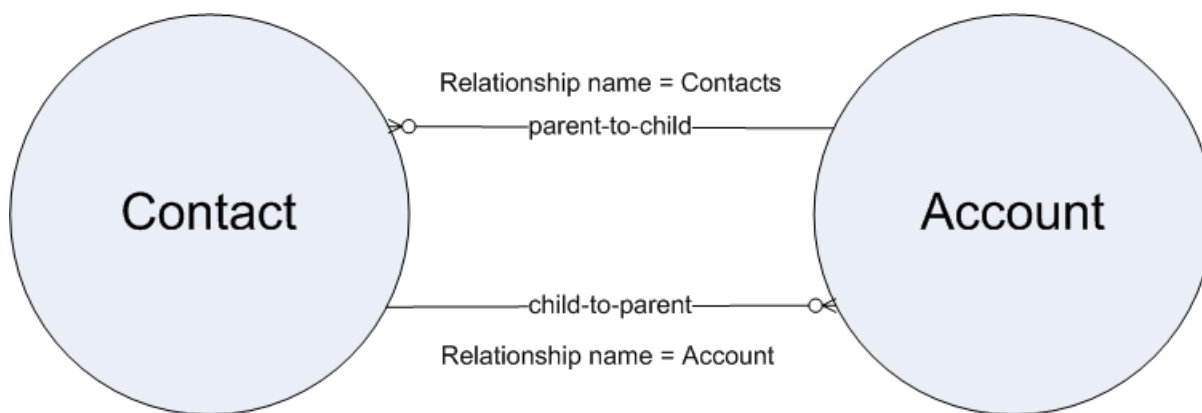 Relationship name = Contacts
parent-to-child
Contact
Account
child-to-parent
Relationship name = Account